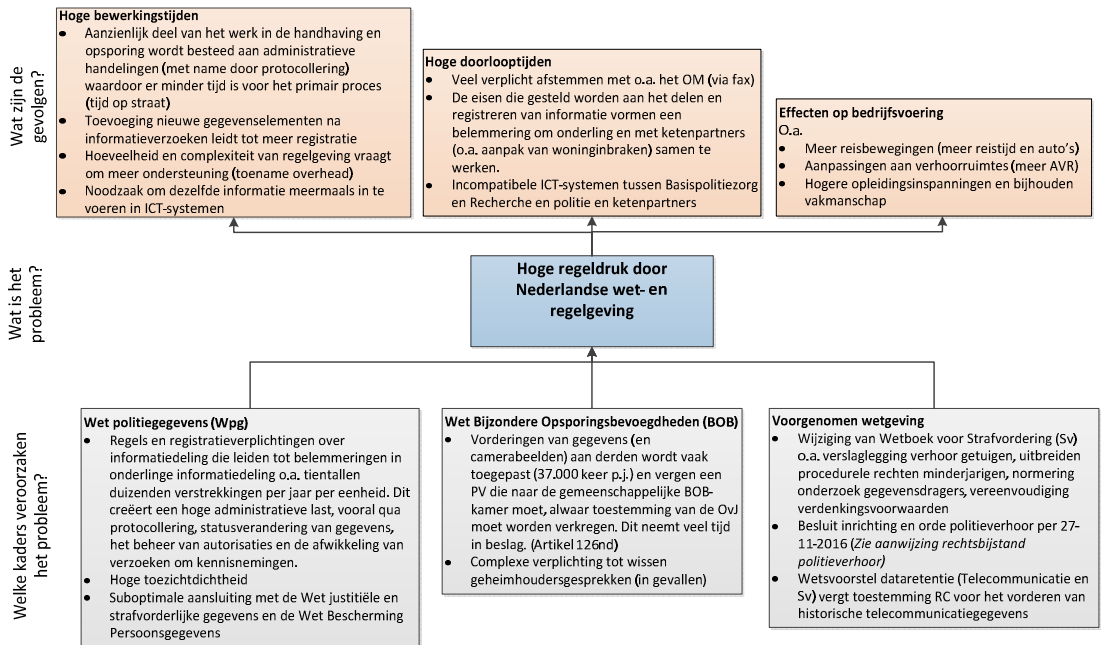 Wat zijn de
gevolgen?
Hoge bewerkingstijden
● Aanzienlijk deel van het werk in de handhaving en
opsporing wordt besteed aan administratieve
handelingen (met name door protocollering)
waardoor er minder tijd is voor het primair proces
(tijd op straat)
● Toevoeging nieuwe gegevenselementen na
informatieverzoeken leidt tot meer registratie
● Hoeveelheid en complexiteit van regelgeving vraagt
om meer ondersteuning (toename overhead)
● Noodzaak om dezelfde informatie meermaals in te
voeren in ICT-systemen
Hoge doorlooptijden
● Veel verplicht afstemmen met o.a. het OM (via fax)
● De eisen die gesteld worden aan het delen en
registreren van informatie vormen een
belemmering om onderling en met ketenpartners
(o.a. aanpak van woninginbraken) samen te
werken.
● Incompatibele ICT-systemen tussen Basispolitiezorg
en Recherche en politie en ketenpartners
Effecten op bedrijfsvoering
O.a.
● Meer reisbewegingen (meer reistijd en auto's)
● Aanpassingen aan verhoorruimtes (meer AVR)
● Hogere opleidingsinspanningen en bijhouden
vakmanschap
Wat is het
probleem?
Hoge regeldruk door
Nederlandse wet- en
regelgeving
Welke kaders veroorzaken
het probleem?
Wet politiegegevens (Wpg)
● Regels en registratieverplichtingen over
informatiedeling die leiden tot belemmeringen in
onderlinge informatiedeling o.a. tientallen
duizenden verstrekkingen per jaar per eenheid. Dit
creëert een hoge administratieve last, vooral qua
protocollering, statusverandering van gegevens,
het beheer van autorisaties en de afwikkeling van
verzoeken om kennisnemingen.
● Hoge toezichtdichtheid
● Suboptimale aansluiting met de Wet justitiële en
strafvorderlijke gegevens en de Wet Bescherming
Persoonsgegevens
Wet Bijzondere Opsporingsbevoegdheden (BOB)
● Vorderingen van gegevens (en
camerabeelden) aan derden wordt vaak
toegepast (37.000 keer p.j.) en vergen een
PV die naar de gemeenschappelijke BOB-
kamer moet, alwaar toestemming van de OvJ
moet worden verkregen. Dit neemt veel tijd
in beslag. (Artikel 126nd)
● Complexe verplichting tot wissen
geheimhoudersgesprekken (in gevallen)
Voorgenomen wetgeving
● Wijziging van Wetboek voor Strafvordering (Sv)
o.a. verslaglegging verhoor getuigen, uitbreiden
procedurele rechten minderjarigen, normering
onderzoek gegevensdragers, vereenvoudiging
verdenkingsvoorwaarden
● Besluit inrichting en orde politieverhoor per 27-
11-2016 (Zie aanwijzing rechtsbijstand
politieverhoor)
● Wetsvoorstel dataretentie (Telecommunicatie en
Sv) vergt toestemming RC voor het vorderen van
historische telecommunicatiegegevens